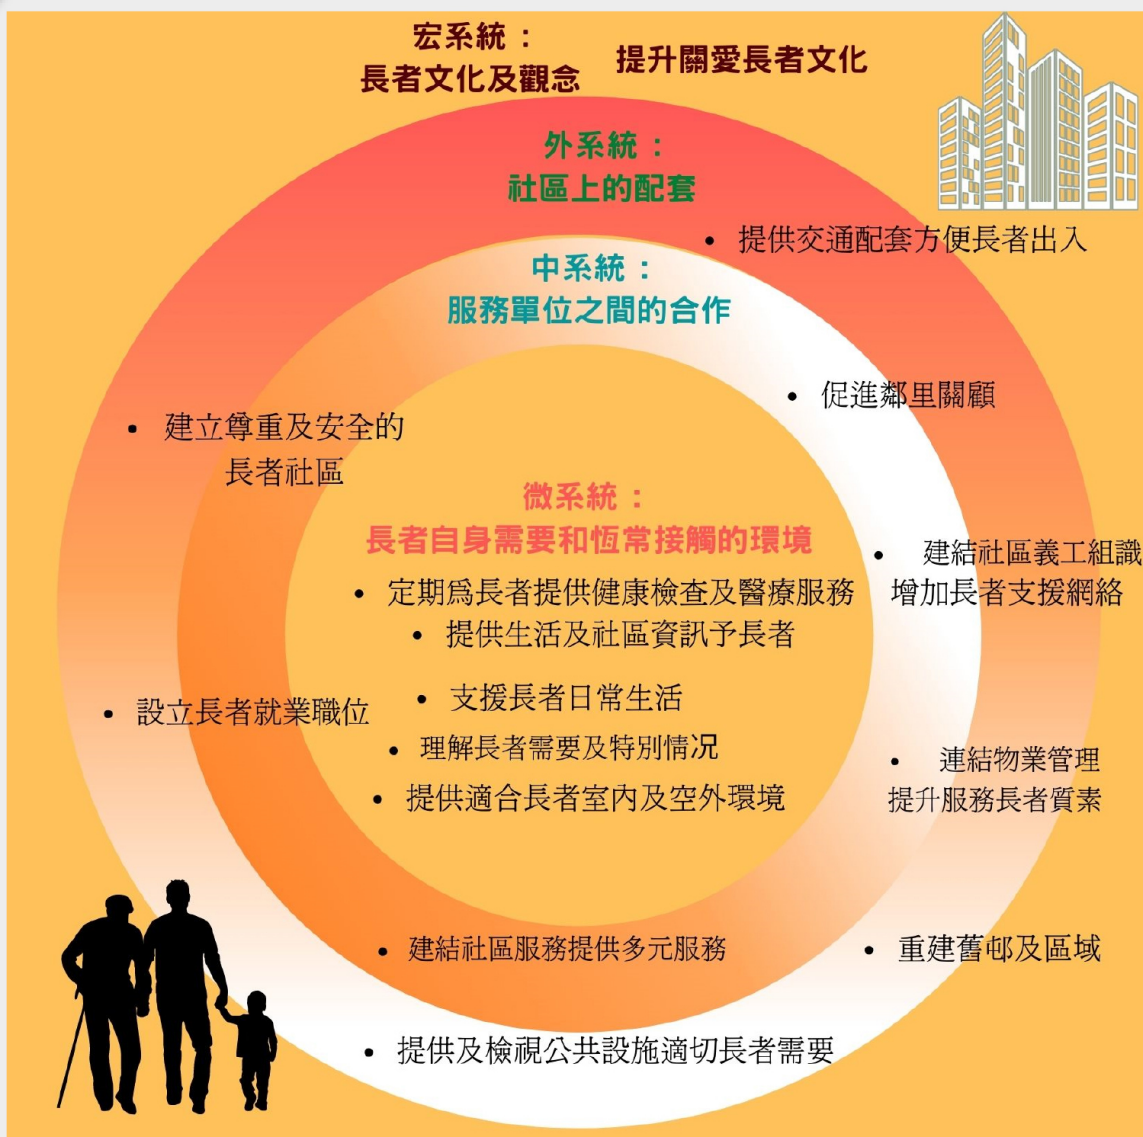 宏系統：
長者文化及觀念
提升關愛長者文化
外系統：
社區上的配套
• 提供交通配套方便長者出入
中系統：
服務單位之間的合作
• 促進鄰里關顧
• 建立尊重及安全的
長者社區
微系統：
長者自身需要和恆常接觸的環境
• 定期爲長者提供健康檢查及醫療服務
• 提供生活及社區資訊予長者
• 支援長者日常生活
• 理解長者需要及特別情況
• 提供適合長者室內及空外環境
• 建結社區義工組識
增加長者支援網絡
• 設立長者就業職位
• 連結物業管理
提升服務長者質素
• 建結社區服務提供多元服務
• 重建舊邨及區域
• 提供及檢視公共設施適切長者需要